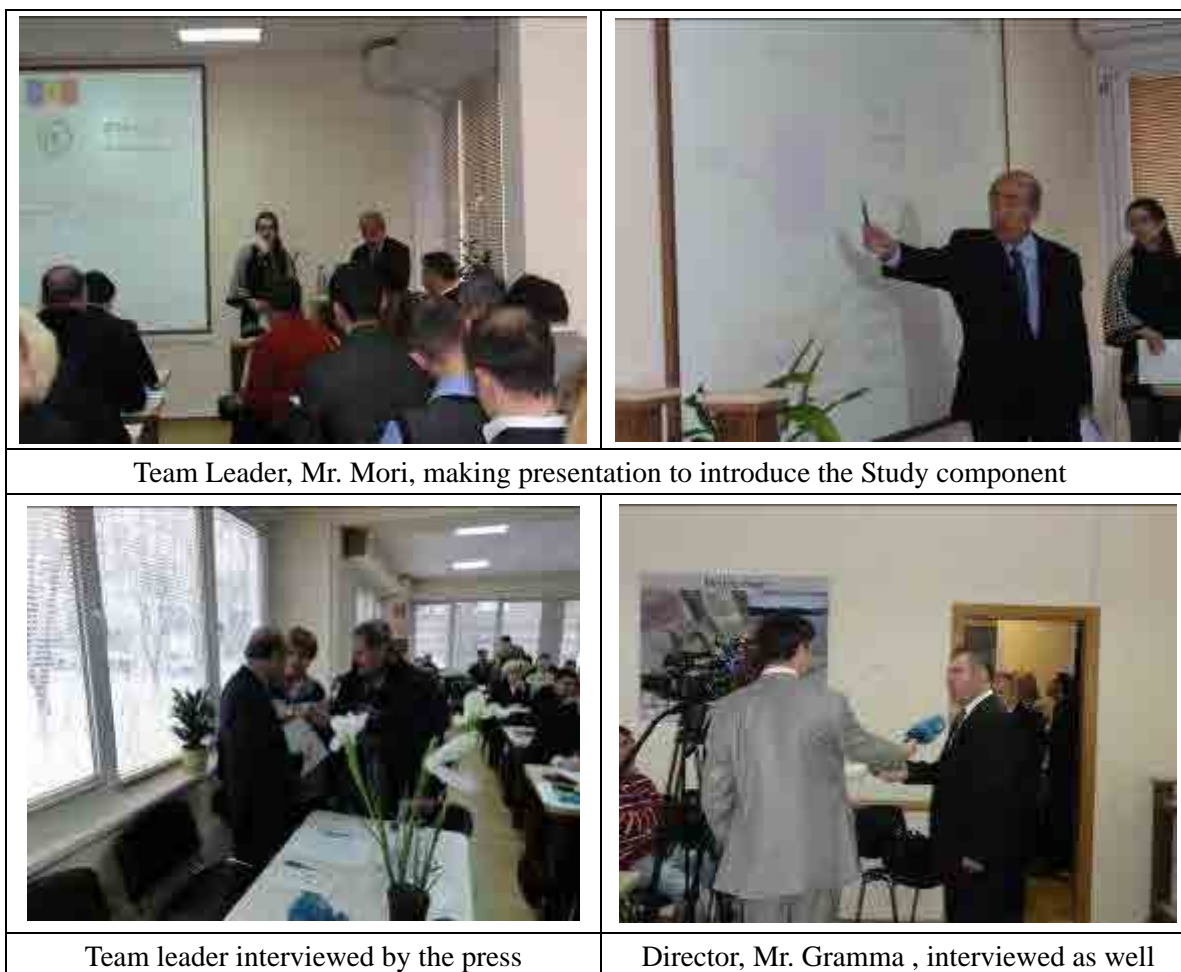 Team Leader, Mr. Mori, making presentation to introduce the Study component
Team leader interviewed by the press
Director, Mr. Gramma , interviewed as well